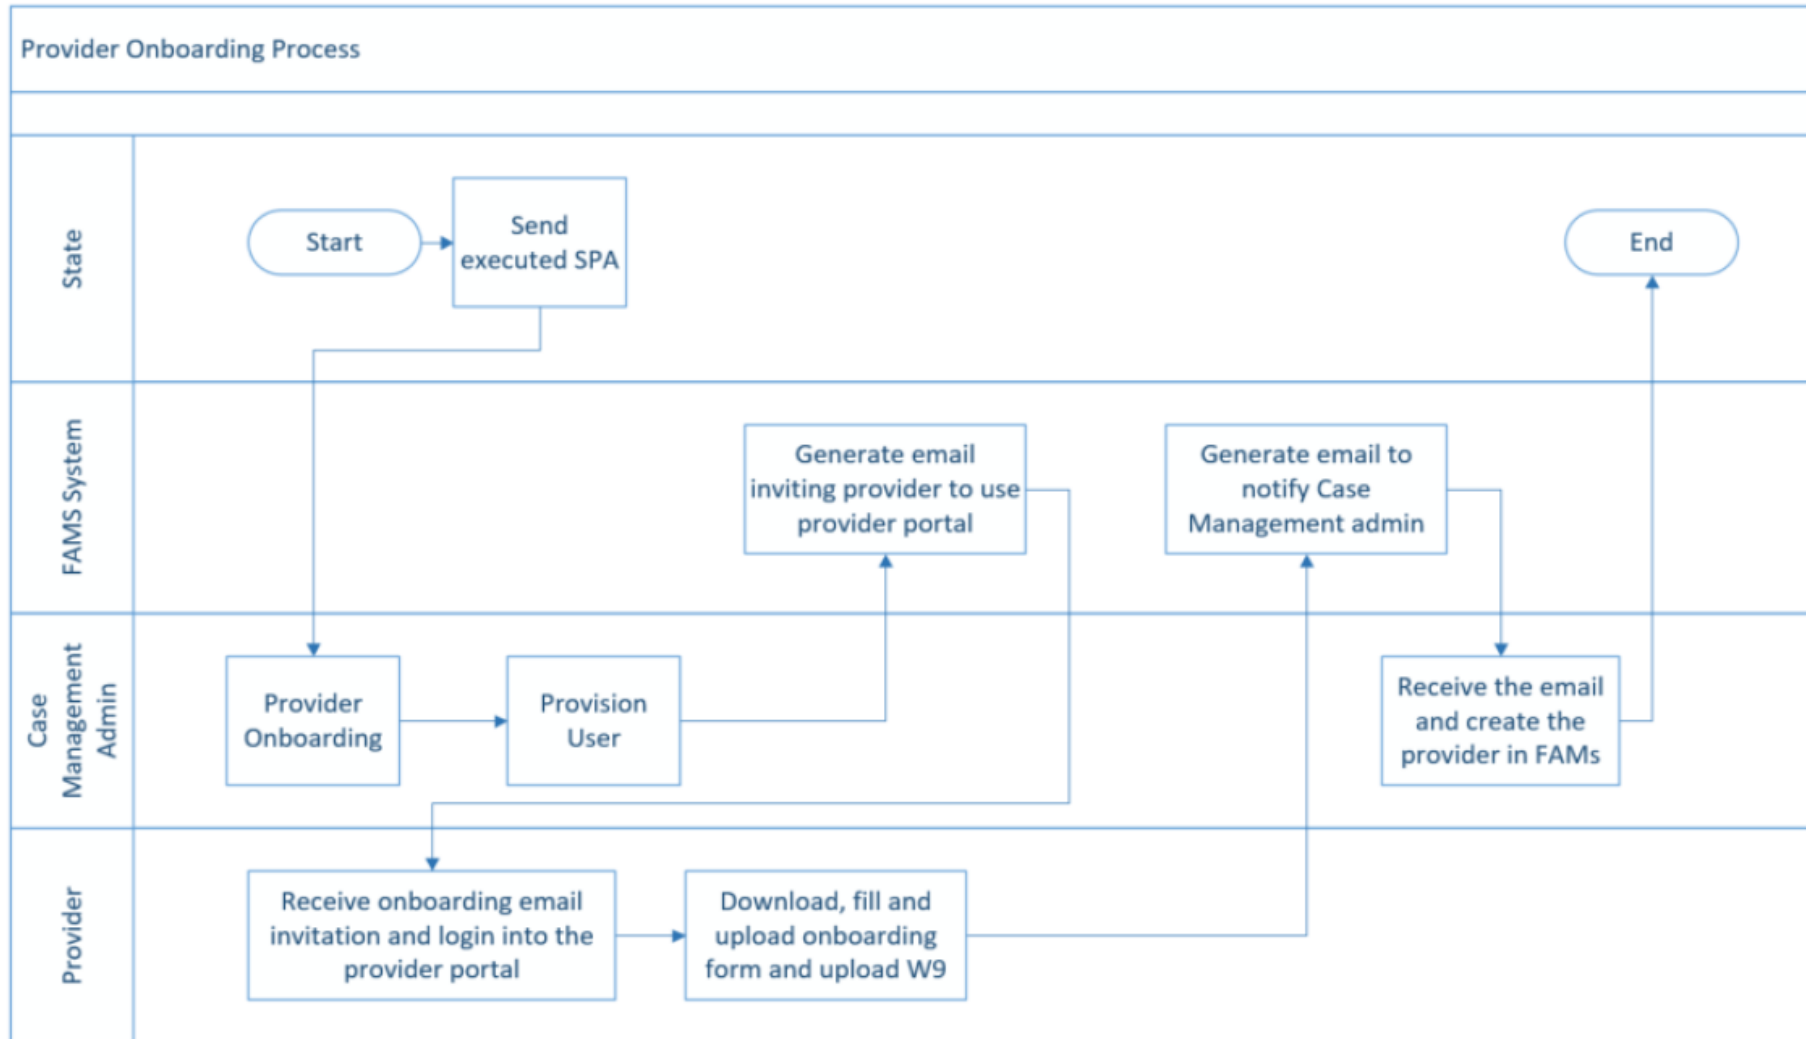 Provider Onboarding Process
State
Start
Send
executed SPA
End
FAMS System
Generate email
inviting provider to use
provider portal
Generate email to
notify Case
Management admin
Case
Management
Admin
Provider
Onboarding
Provision
User
Receive the email
and create the
provider in FAMs
Provider
Receive onboarding email
invitation and login into the
provider portal
Download, fill and
upload onboarding
form and upload W9